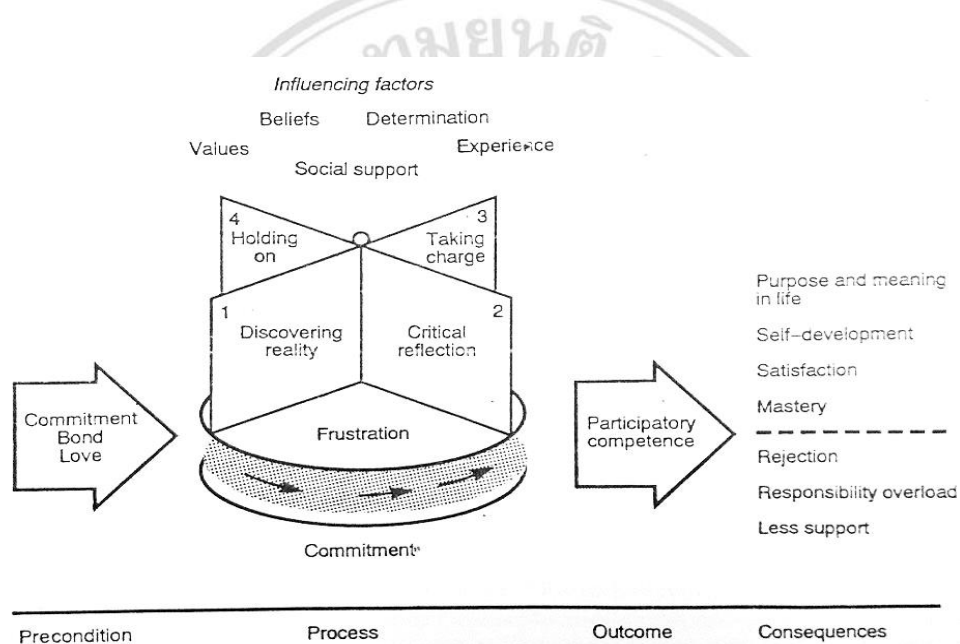 Influencing factors
Beliefs Determination
Values Experience
Social support
4
Holding
on
3
Taking
charge
1
Discovering
reality
2
Critical
reflection
Frustration
Commitment
Commitment
Bond
Love
Participatory
competence
Purpose and meaning
in life
Self-development
Satisfaction
Mastery
Rejection
Responsibility overload
Less support
Precondition Process Outcome Consequences